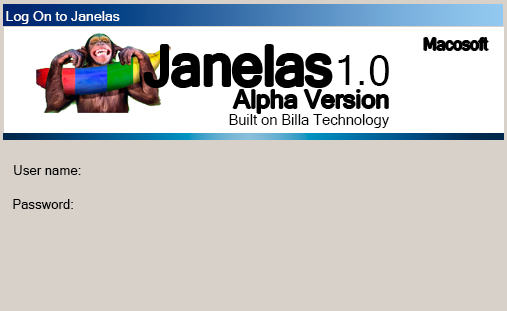 Log On to Janelas
Macosoft
Janelas 1.0
Alpha Version
Built on Billa Technology
User name:
Password: